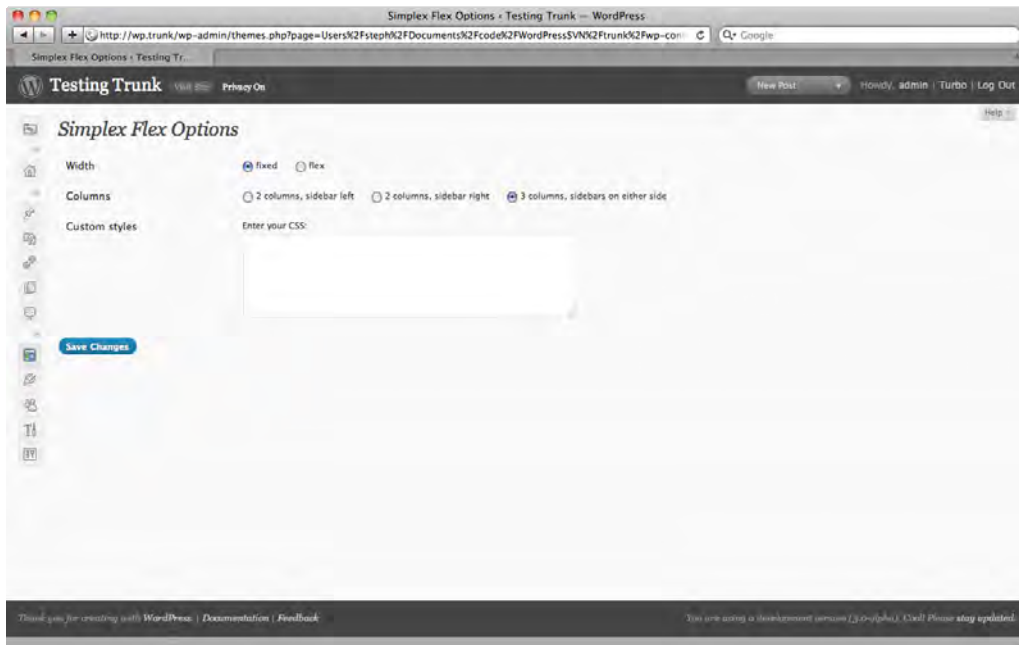 Simplex Flex Options ‹ Testing Trunk — WordPress
http://wp.trunk/wp-admin/themes.php?page=Users%2Fsteph%2FDocuments%2Fcode%2FWordPressSVN%2Ftrunk%2Fwp-con
Google
Simplex Flex Options ‹ Testing Tr...
Testing Trunk Visit Site Privacy On New Post Howdy, admin | Turbo | Log Out
Help
Simplex Flex Options
Width fixed flex
Columns 2 columns, sidebar left 2 columns, sidebar right 3 columns, sidebars on either side
Custom styles Enter your CSS:
Save Changes
Thank you for creating with WordPress | Documentation | Feedback You are using a development version (3.0-alpha). Cool! Please stay updated.